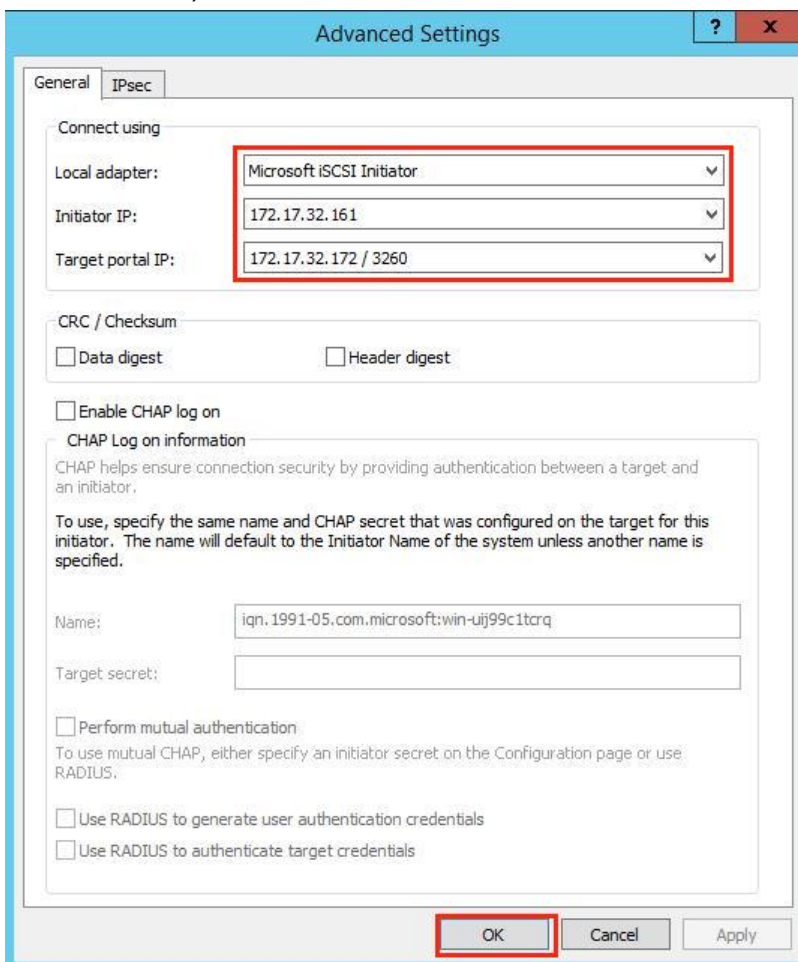 Advanced Settings
? x
General IPsec
Connect using
Local adapter: Microsoft iSCSI Initiator
Initiator IP: 172.17.32.161
Target portal IP: 172.17.32.172 / 3260
CRC / Checksum
Data digest Header digest
Enable CHAP log on
CHAP Log on information
CHAP helps ensure connection security by providing authentication between a target and
an initiator.
To use, specify the same name and CHAP secret that was configured on the target for this
initiator. The name will default to the Initiator Name of the system unless another name is
specified.
Name: iqn.1991-05.com.microsoft:win-uij99c1tcrq
Target secret:
Perform mutual authentication
To use mutual CHAP, either specify an initiator secret on the Configuration page or use
RADIUS.
Use RADIUS to generate user authentication credentials
Use RADIUS to authenticate target credentials
OK Cancel Apply